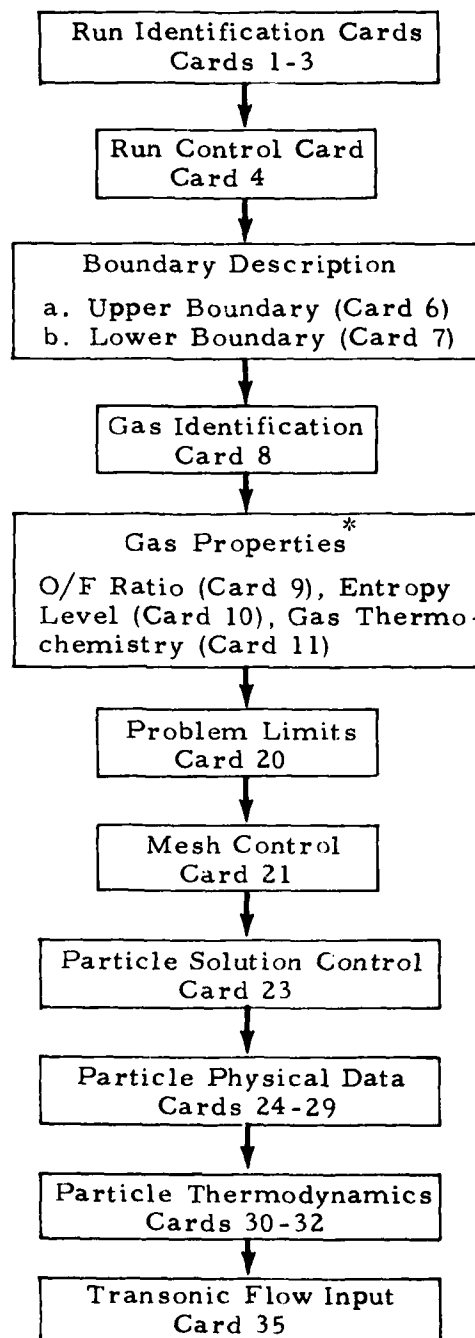 Run Identification Cards
Cards 1-3
Run Control Card
Card 4
Boundary Description
a. Upper Boundary (Card 6)
b. Lower Boundary (Card 7)
Gas Identification
Card 8
Gas Properties*
O/F Ratio (Card 9), Entropy
Level (Card 10), Gas Thermo-
chemistry (Card 11)
Problem Limits
Card 20
Mesh Control
Card 21
Particle Solution Control
Card 23
Particle Physical Data
Cards 24-29
Particle Thermodynamics
Cards 30-32
Transonic Flow Input
Card 35